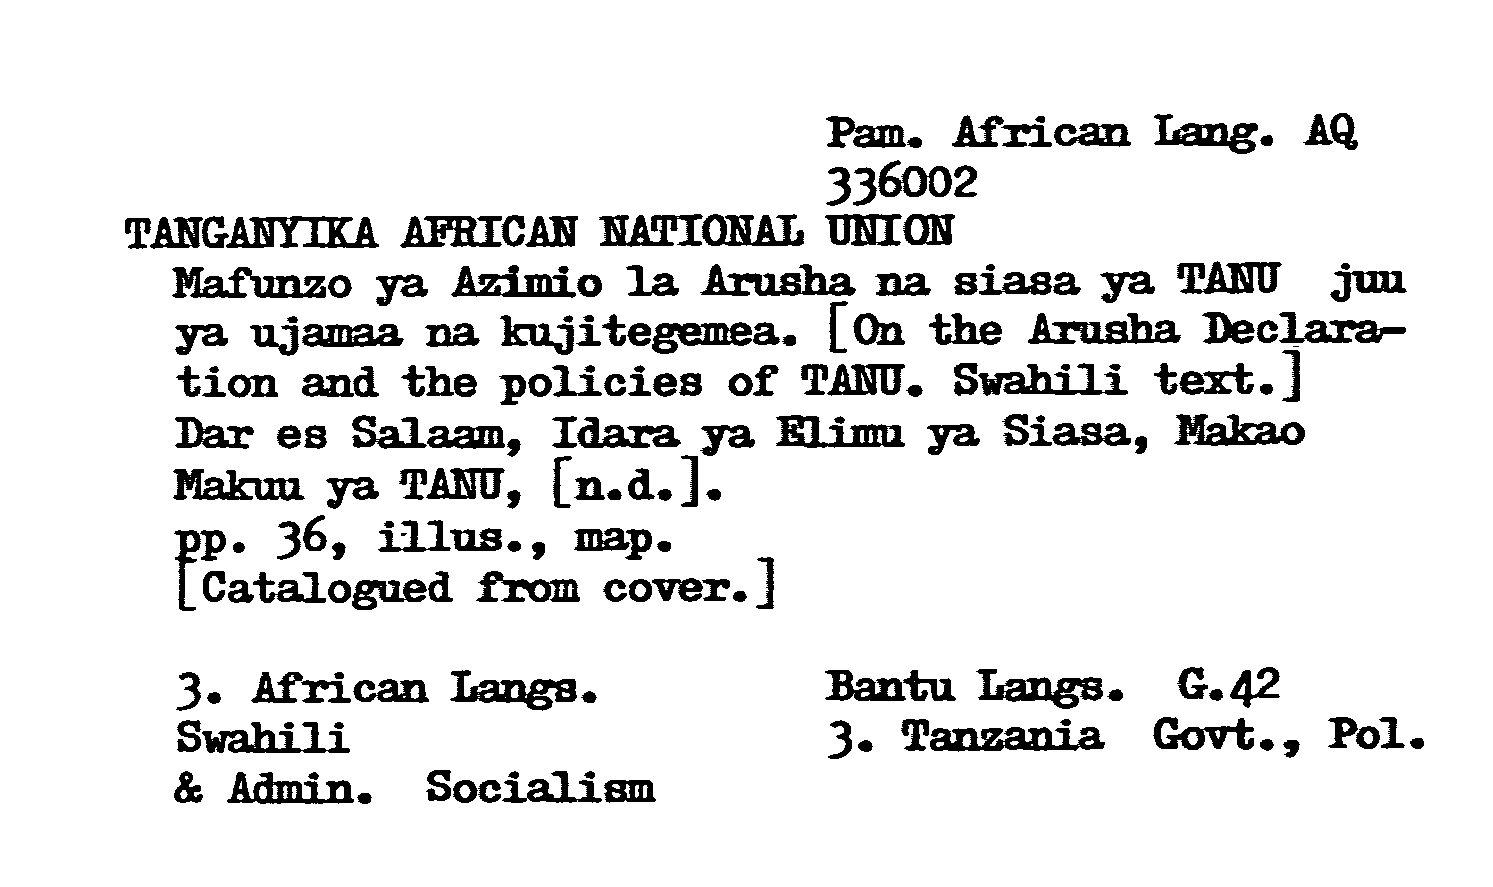 Pam. African Lang. AQ
336002
TANGANYIKA AFRICAN NATIONAL UNION
Mafunzo ya Azimio la Arusha na siasa ya TANU juu
ya ujamaa na kujitegemea. [On the Arusha Declara-
tion and the policies of TANU. Swahili text.]
Dar es Salaam, Idara ya Elimu ya Siasa, Makao
Makuu ya TANU, [n.d.].
pp. 36, illus., map.
[Catalogued from cover.]
3. African Langs. Bantu Langs. G.42
Swahili 3. Tanzania Govt., Pol.
& Admin. Socialism